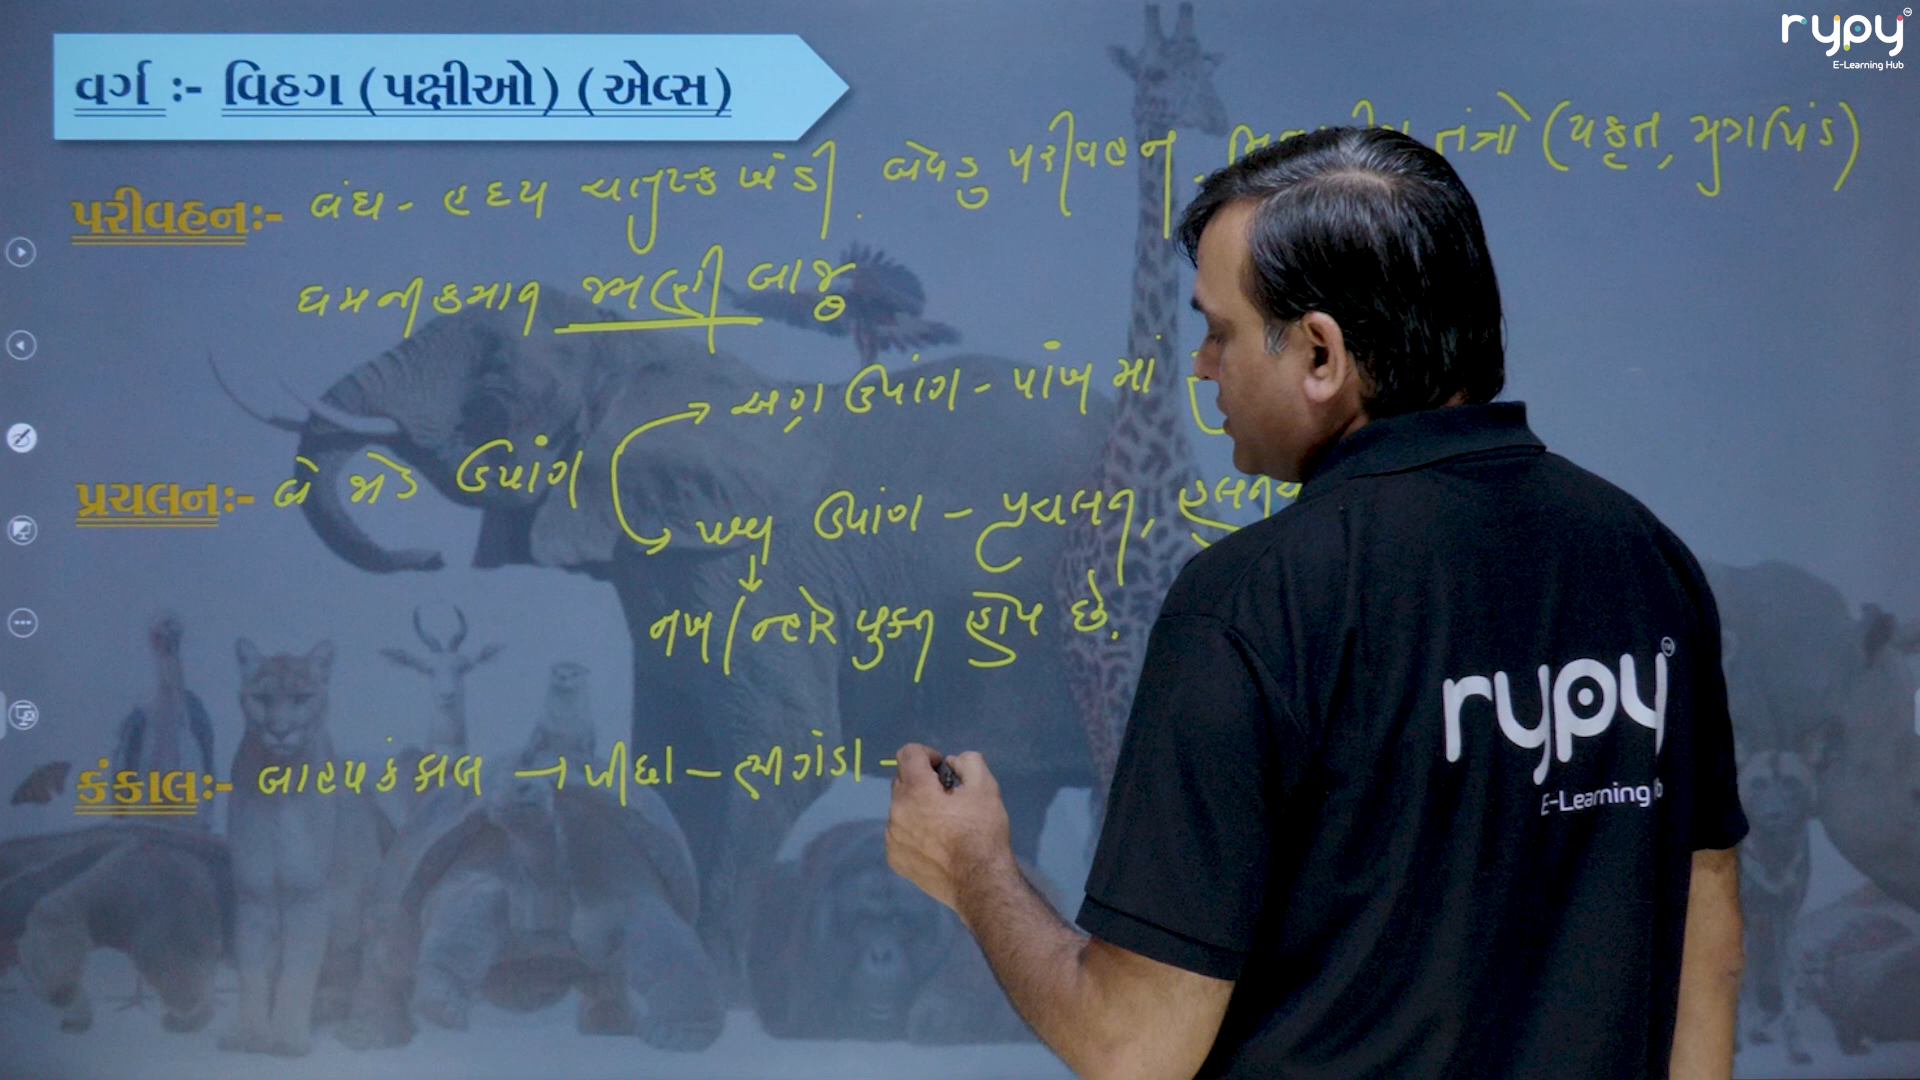 rypy
E-Learning Hub
વર્ગ :- વિહગ (પક્ષીઓ) (એવ્સ)
પરીવહન:- બંધ - હૃદય ચતુષ્ક ખંડી. બેવડુ પરીવહન. તંત્રો (યકૃત, મુત્રપિંડ)
ધમનીકમાન જમણી બાજુ
અગ્ર ઉપાંગ - પાંખ માં
પ્રચલન:- બે જોડ ઉપાંગ
પશ્ચ ઉપાંગ - પ્રચલન,
નખ / ન્હોર યુક્ત હોય છે.
કંકાલ:- બાહ્યકંકાલ → પીંછા - ભીંગડા -
rypy
E-Learning